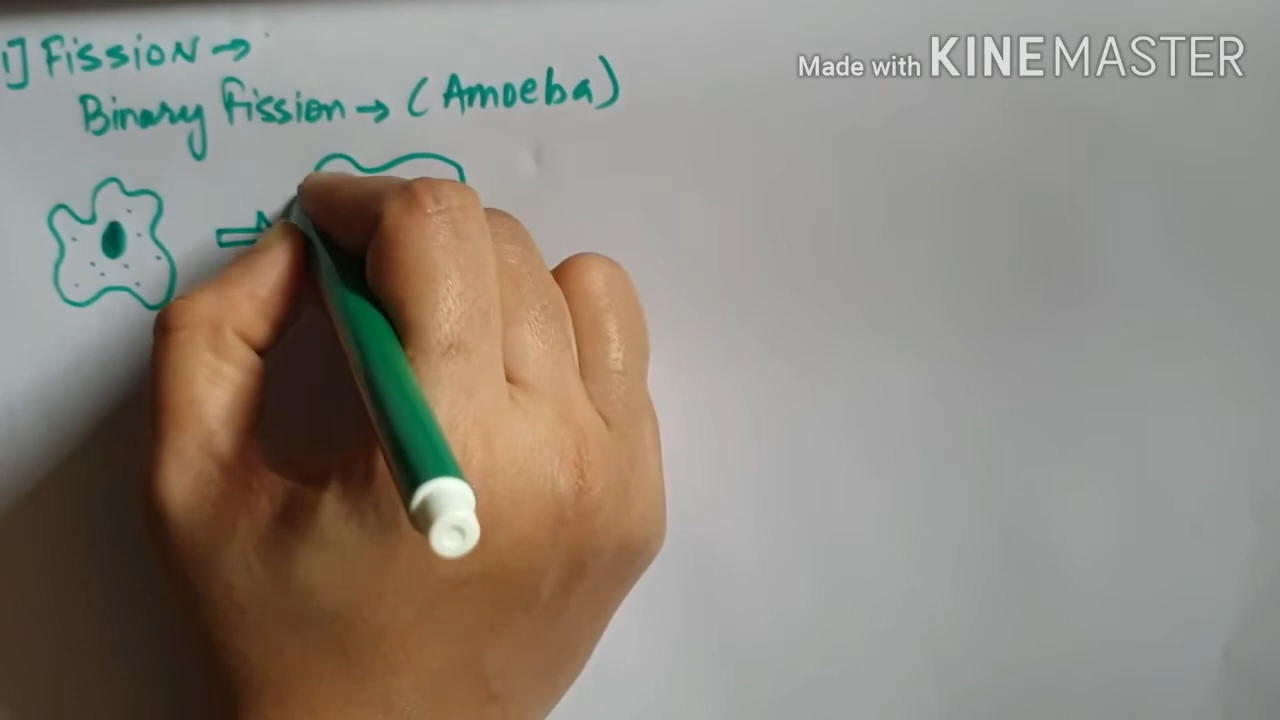 1] Fission →
Binary Fission → (Amoeba)
Made with KINEMASTER